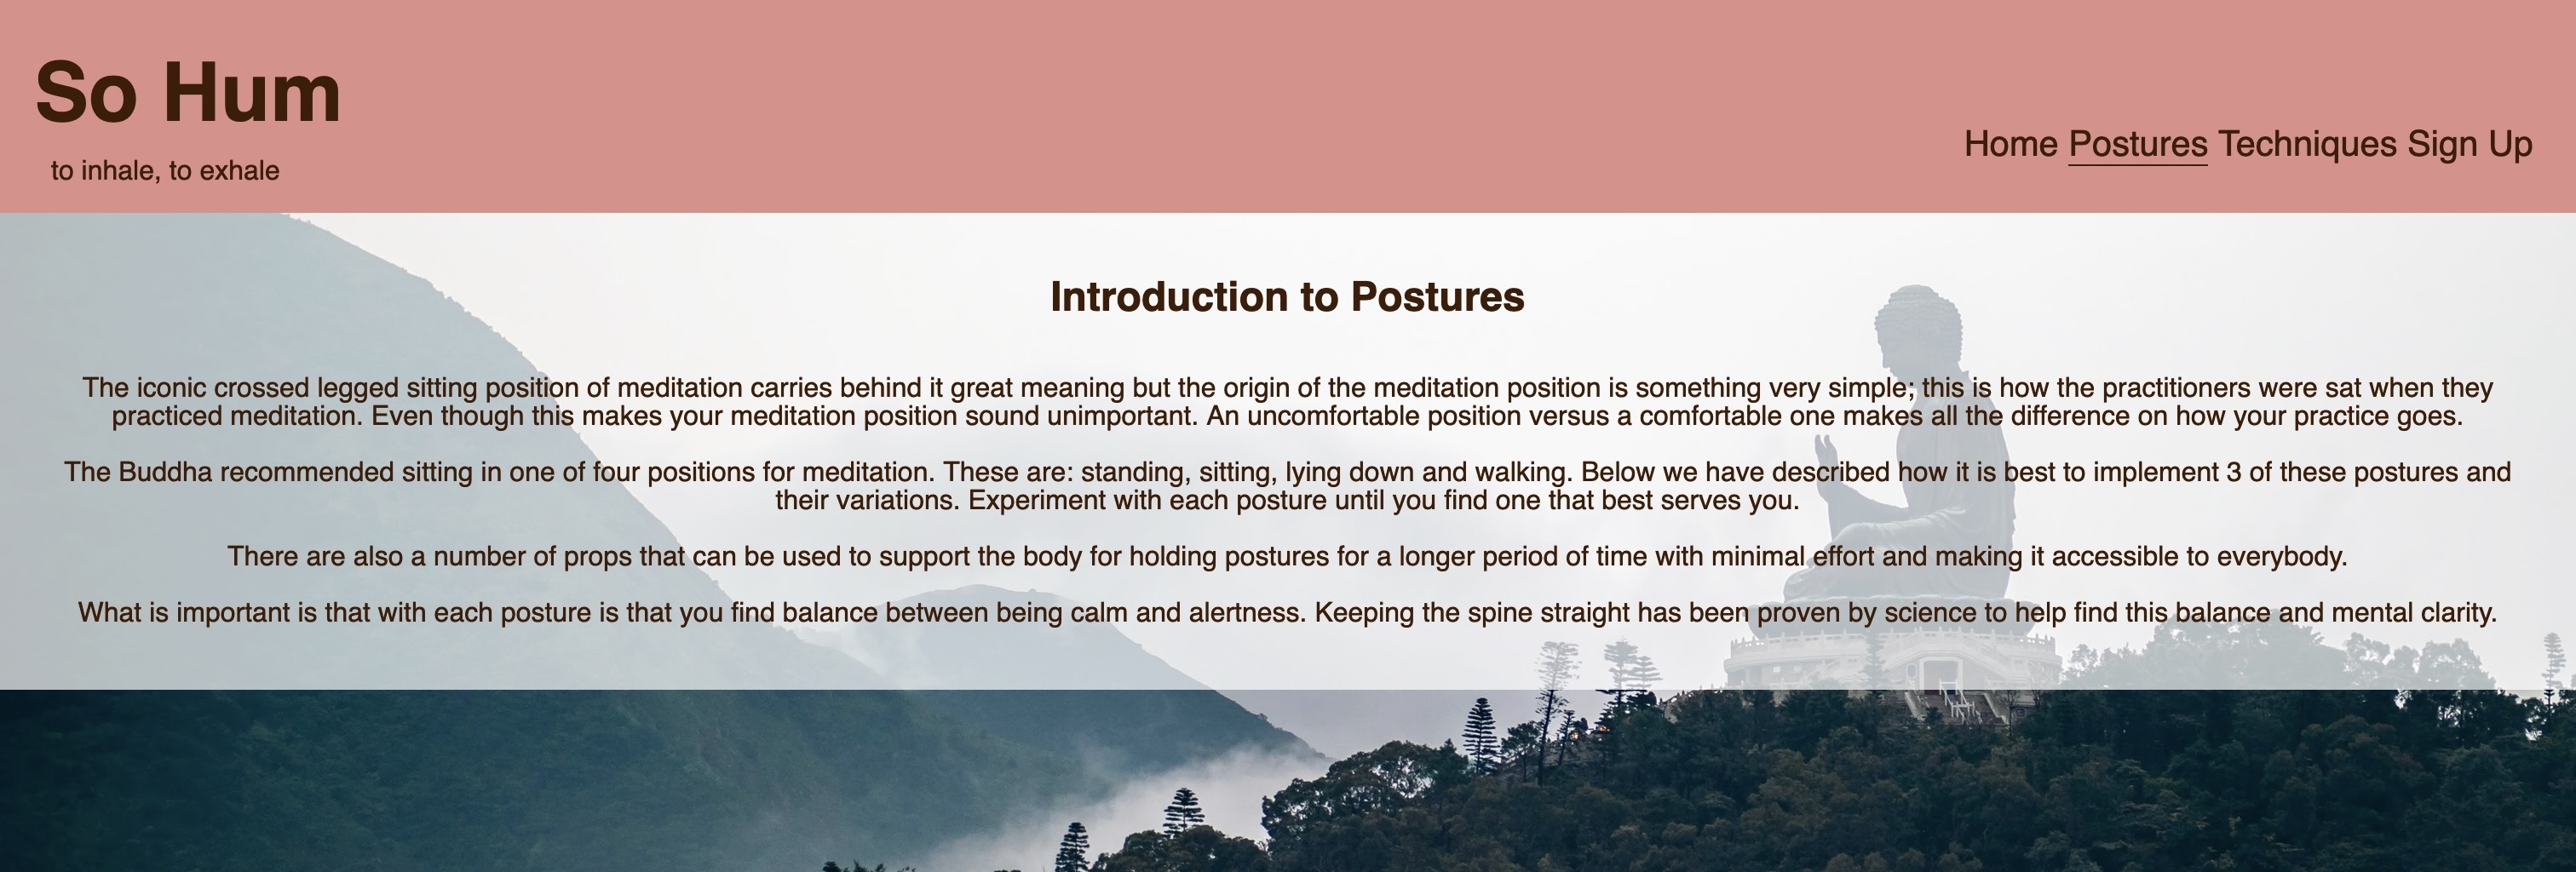 So Hum
to inhale, to exhale
Home Postures Techniques Sign Up
Introduction to Postures
The iconic crossed legged sitting position of meditation carries behind it great meaning but the origin of the meditation position is something very simple; this is how the practitioners were sat when they
practiced meditation. Even though this makes your meditation position sound unimportant. An uncomfortable position versus a comfortable one makes all the difference on how your practice goes.
The Buddha recommended sitting in one of four positions for meditation. These are: standing, sitting, lying down and walking. Below we have described how it is best to implement 3 of these postures and
their variations. Experiment with each posture until you find one that best serves you.
There are also a number of props that can be used to support the body for holding postures for a longer period of time with minimal effort and making it accessible to everybody.
What is important is that with each posture is that you find balance between being calm and alertness. Keeping the spine straight has been proven by science to help find this balance and mental clarity.